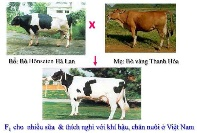 x
Bố: Bò Hônsten Hà Lan
Mẹ: Bò vàng Thanh Hóa
F₁ cho nhiều sữa & thích nghi với khí hậu, chăn nuôi ở Việt Nam